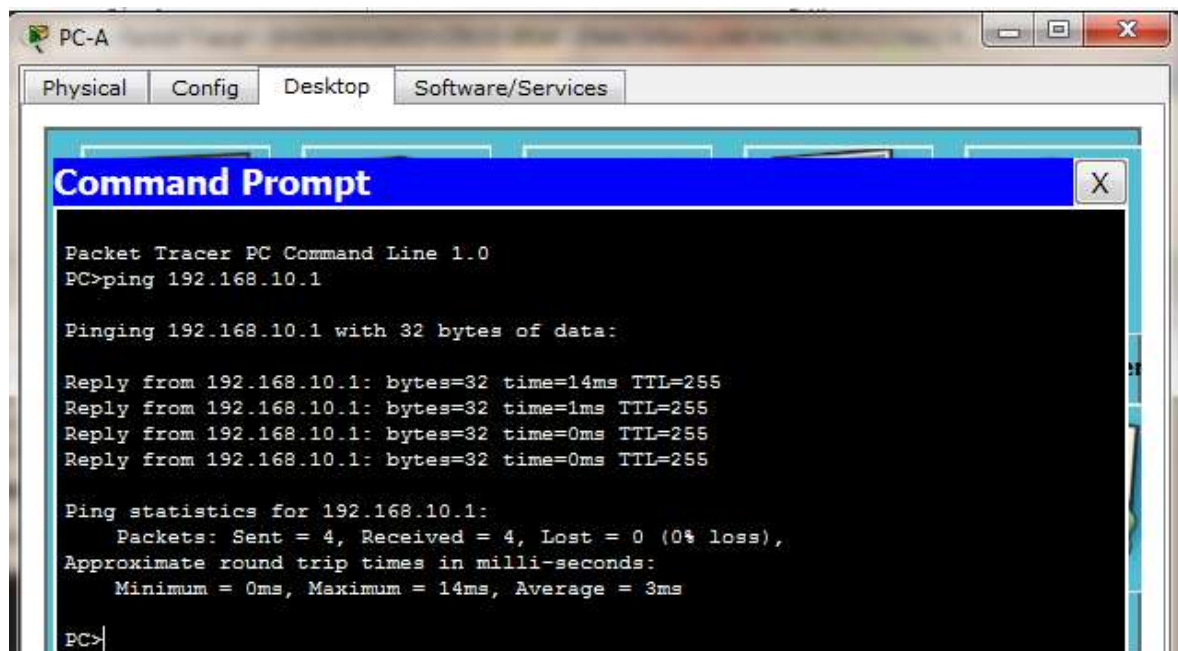 PC-A
Physical Config Desktop Software/Services
Command Prompt X
Packet Tracer PC Command Line 1.0
PC>ping 192.168.10.1
Pinging 192.168.10.1 with 32 bytes of data:
Reply from 192.168.10.1: bytes=32 time=14ms TTL=255
Reply from 192.168.10.1: bytes=32 time=1ms TTL=255
Reply from 192.168.10.1: bytes=32 time=0ms TTL=255
Reply from 192.168.10.1: bytes=32 time=0ms TTL=255
Ping statistics for 192.168.10.1:
Packets: Sent = 4, Received = 4, Lost = 0 (0% loss),
Approximate round trip times in milli-seconds:
Minimum = 0ms, Maximum = 14ms, Average = 3ms
PC>